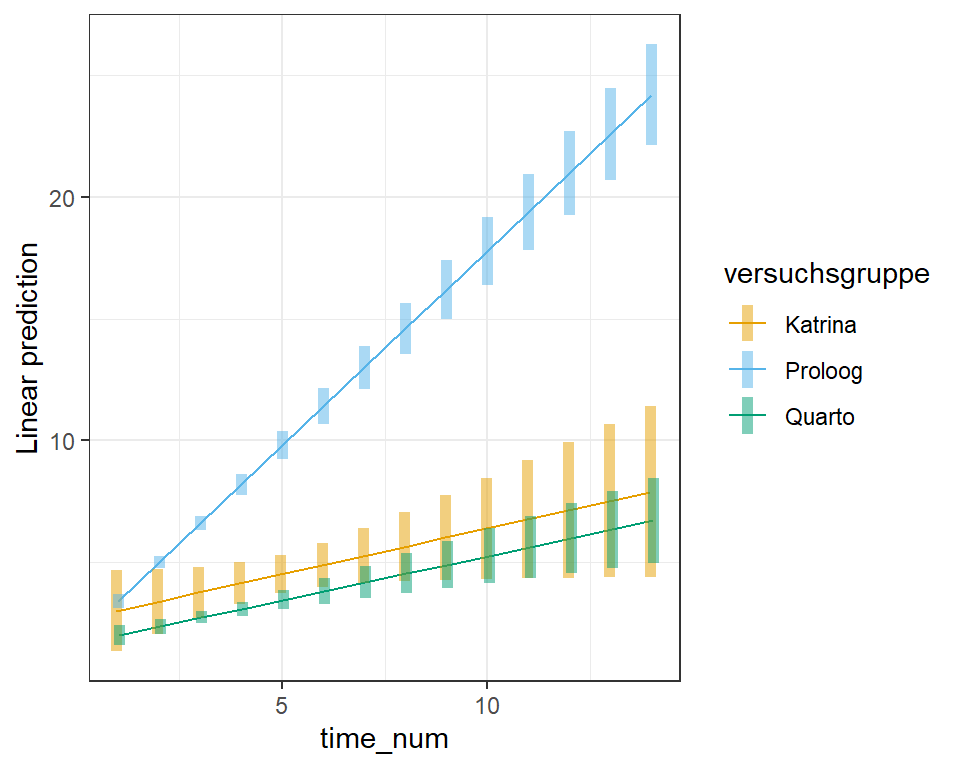 20
10
Linear prediction
5
10
time_num
versuchsgruppe
Katrina
Proloog
Quarto